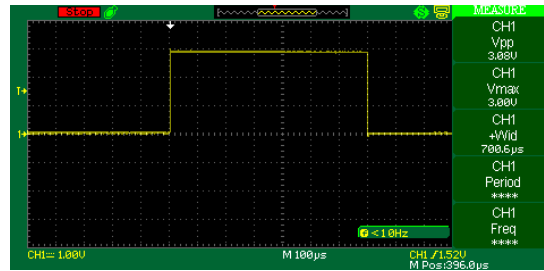 Stop
MEASURE
CH1
Vpp
3.08V
CH1
Vmax
3.00V
CH1
+Wid
700.6µs
CH1
Period
****
CH1
Freq
****
T
1
<10Hz
CH1 1.00V
M 100µs
CH1 /1.52V
M Pos:396.0µs